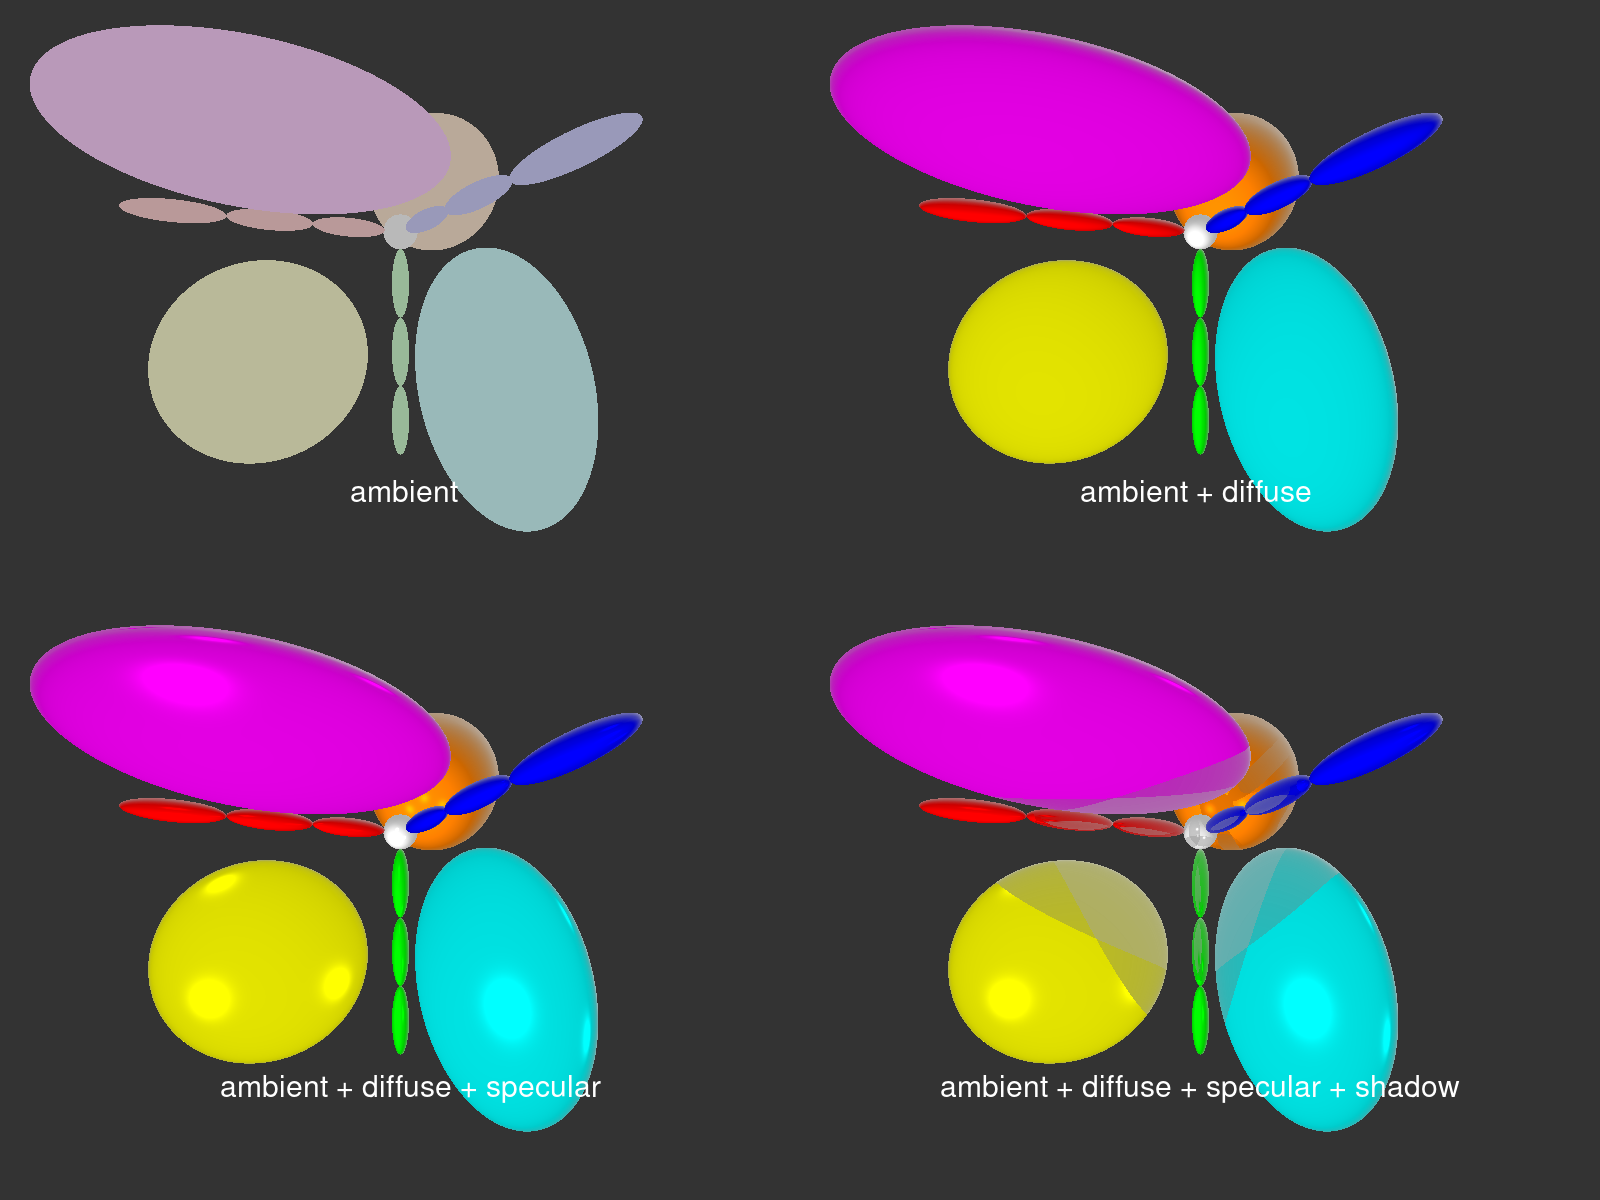 ambient
ambient + diffuse
ambient + diffuse + specular
ambient + diffuse + specular + shadow